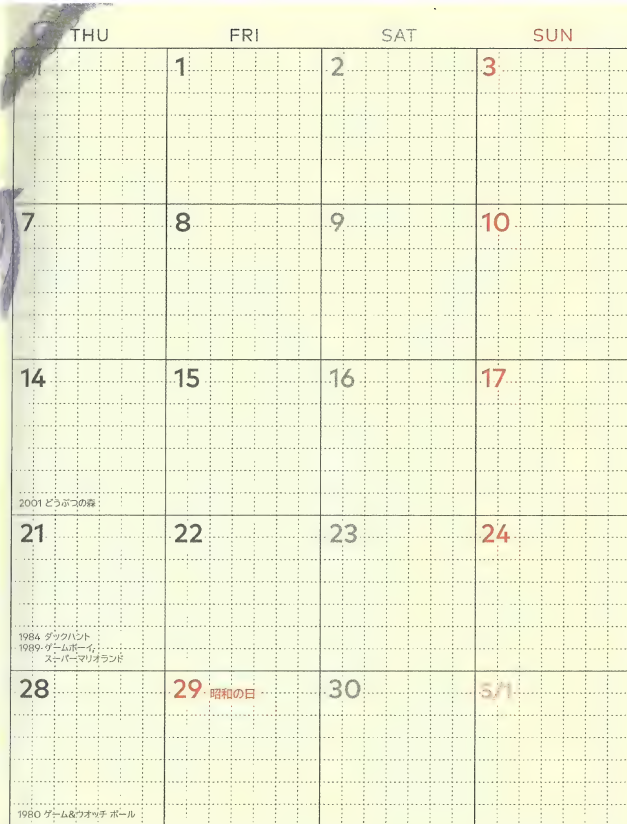 THU FRI SAT SUN
31 1 2 3
7 8 9 10
14 15 16 17
2001 どうぶつの森
21 22 23 24
1984 ダックハント
1989 ゲームボーイ,
スーパーマリオランド
28 29 昭和の日 30 5/1
1980 ゲーム&ウオッチ ボール